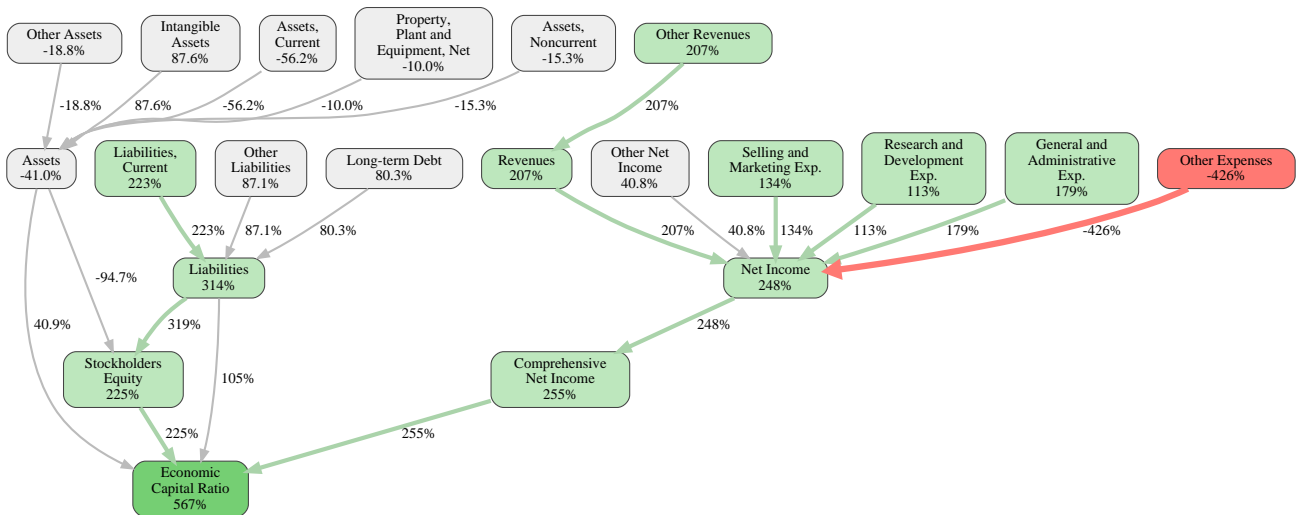 Other Assets
-18.8%
Intangible
Assets
87.6%
Assets,
Current
-56.2%
Property,
Plant and
Equipment, Net
-10.0%
Assets,
Noncurrent
-15.3%
Other Revenues
207%
-18.8%
87.6%
-56.2%
-10.0%
-15.3%
207%
Assets
-41.0%
Liabilities,
Current
223%
Other
Liabilities
87.1%
Long-term Debt
80.3%
Revenues
207%
Other Net
Income
40.8%
Selling and
Marketing Exp.
134%
Research and
Development
Exp.
113%
General and
Administrative
Exp.
179%
Other Expenses
-426%
223%
87.1%
80.3%
207%
40.8%
134%
113%
179%
-426%
-94.7%
Liabilities
314%
Net Income
248%
40.9%
319%
248%
Stockholders
Equity
225%
105%
Comprehensive
Net Income
255%
225%
255%
Economic
Capital Ratio
567%